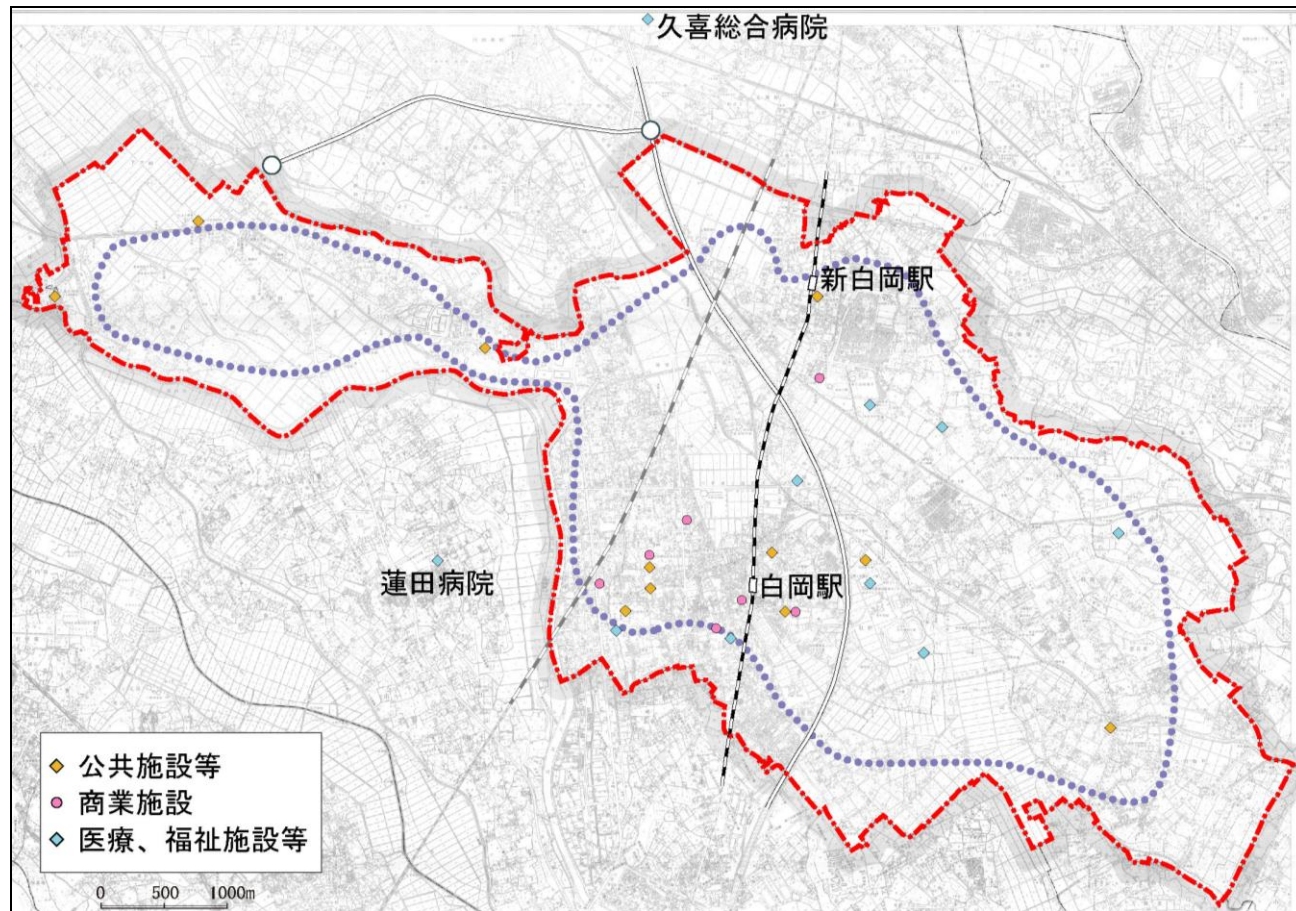 久喜総合病院
新白岡駅
蓮田病院
白岡駅
公共施設等
商業施設
医療、福祉施設等
0 500 1000m